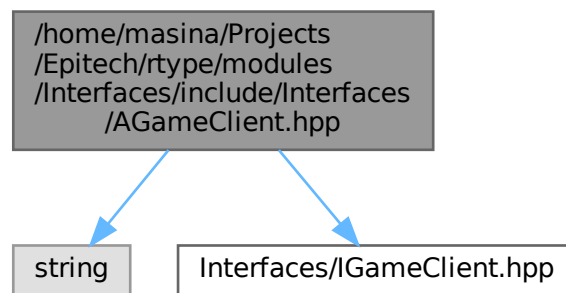 /home/masina/Projects
/Epitech/rtype/modules
/Interfaces/include/Interfaces
/AGameClient.hpp
string
Interfaces/IGameClient.hpp